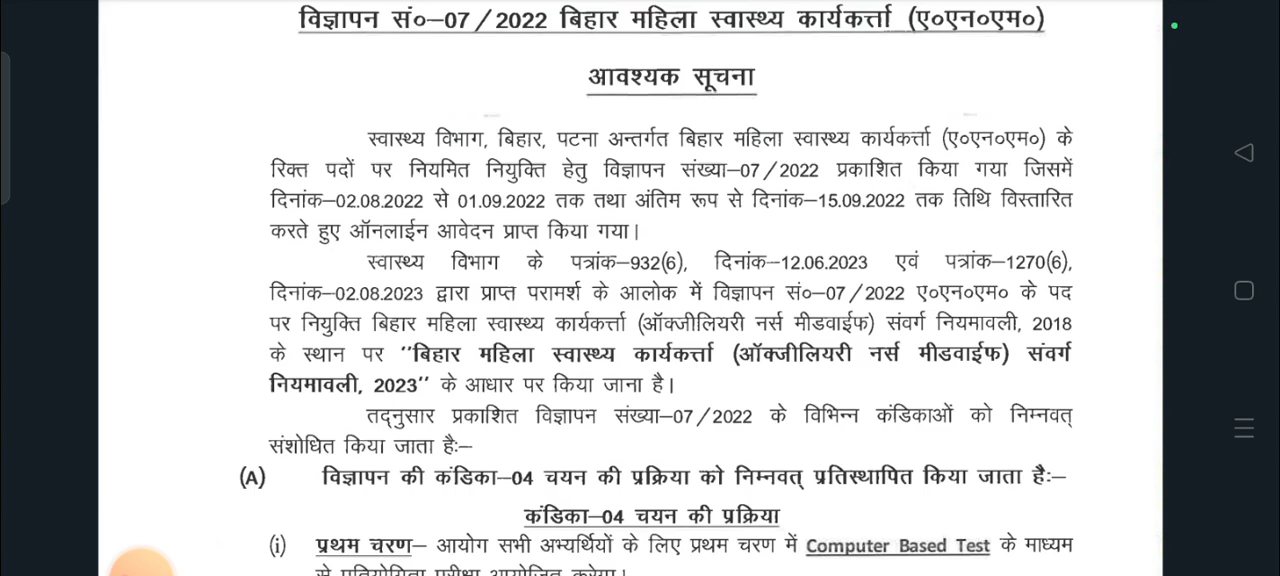 विज्ञापन सं०–07/2022 बिहार महिला स्वास्थ्य कार्यकर्त्ता (ए०एन०एम०)
आवश्यक सूचना
स्वास्थ्य विभाग, बिहार, पटना अन्तर्गत बिहार महिला स्वास्थ्य कार्यकर्त्ता (ए०एन०एम०) के
रिक्त पदों पर नियमित नियुक्ति हेतु विज्ञापन संख्या–07/2022 प्रकाशित किया गया जिसमें
दिनांक–02.08.2022 से 01.09.2022 तक तथा अंतिम रूप से दिनांक–15.09.2022 तक तिथि विस्तारित
करते हुए ऑनलाईन आवेदन प्राप्त किया गया।
स्वास्थ्य विभाग के पत्रांक–932(6), दिनांक–12.06.2023 एवं पत्रांक–1270(6),
दिनांक–02.08.2023 द्वारा प्राप्त परामर्श के आलोक में विज्ञापन सं०–07/2022 ए०एन०एम० के पद
पर नियुक्ति बिहार महिला स्वास्थ्य कार्यकर्त्ता (ऑक्जीलियरी नर्स मीडवाईफ) संवर्ग नियमावली, 2018
के स्थान पर "बिहार महिला स्वास्थ्य कार्यकर्त्ता (ऑक्जीलियरी नर्स मीडवाईफ) संवर्ग
नियमावली, 2023" के आधार पर किया जाना है।
तद्नुसार प्रकाशित विज्ञापन संख्या–07/2022 के विभिन्न कंडिकाओं को निम्नवत्
संशोधित किया जाता है:–
(A) विज्ञापन की कंडिका–04 चयन की प्रक्रिया को निम्नवत् प्रतिस्थापित किया जाता है:–
कंडिका–04 चयन की प्रक्रिया
(i) प्रथम चरण– आयोग सभी अभ्यर्थियों के लिए प्रथम चरण में Computer Based Test के माध्यम
से प्रतियोगिता परीक्षा आयोजित करेगा।